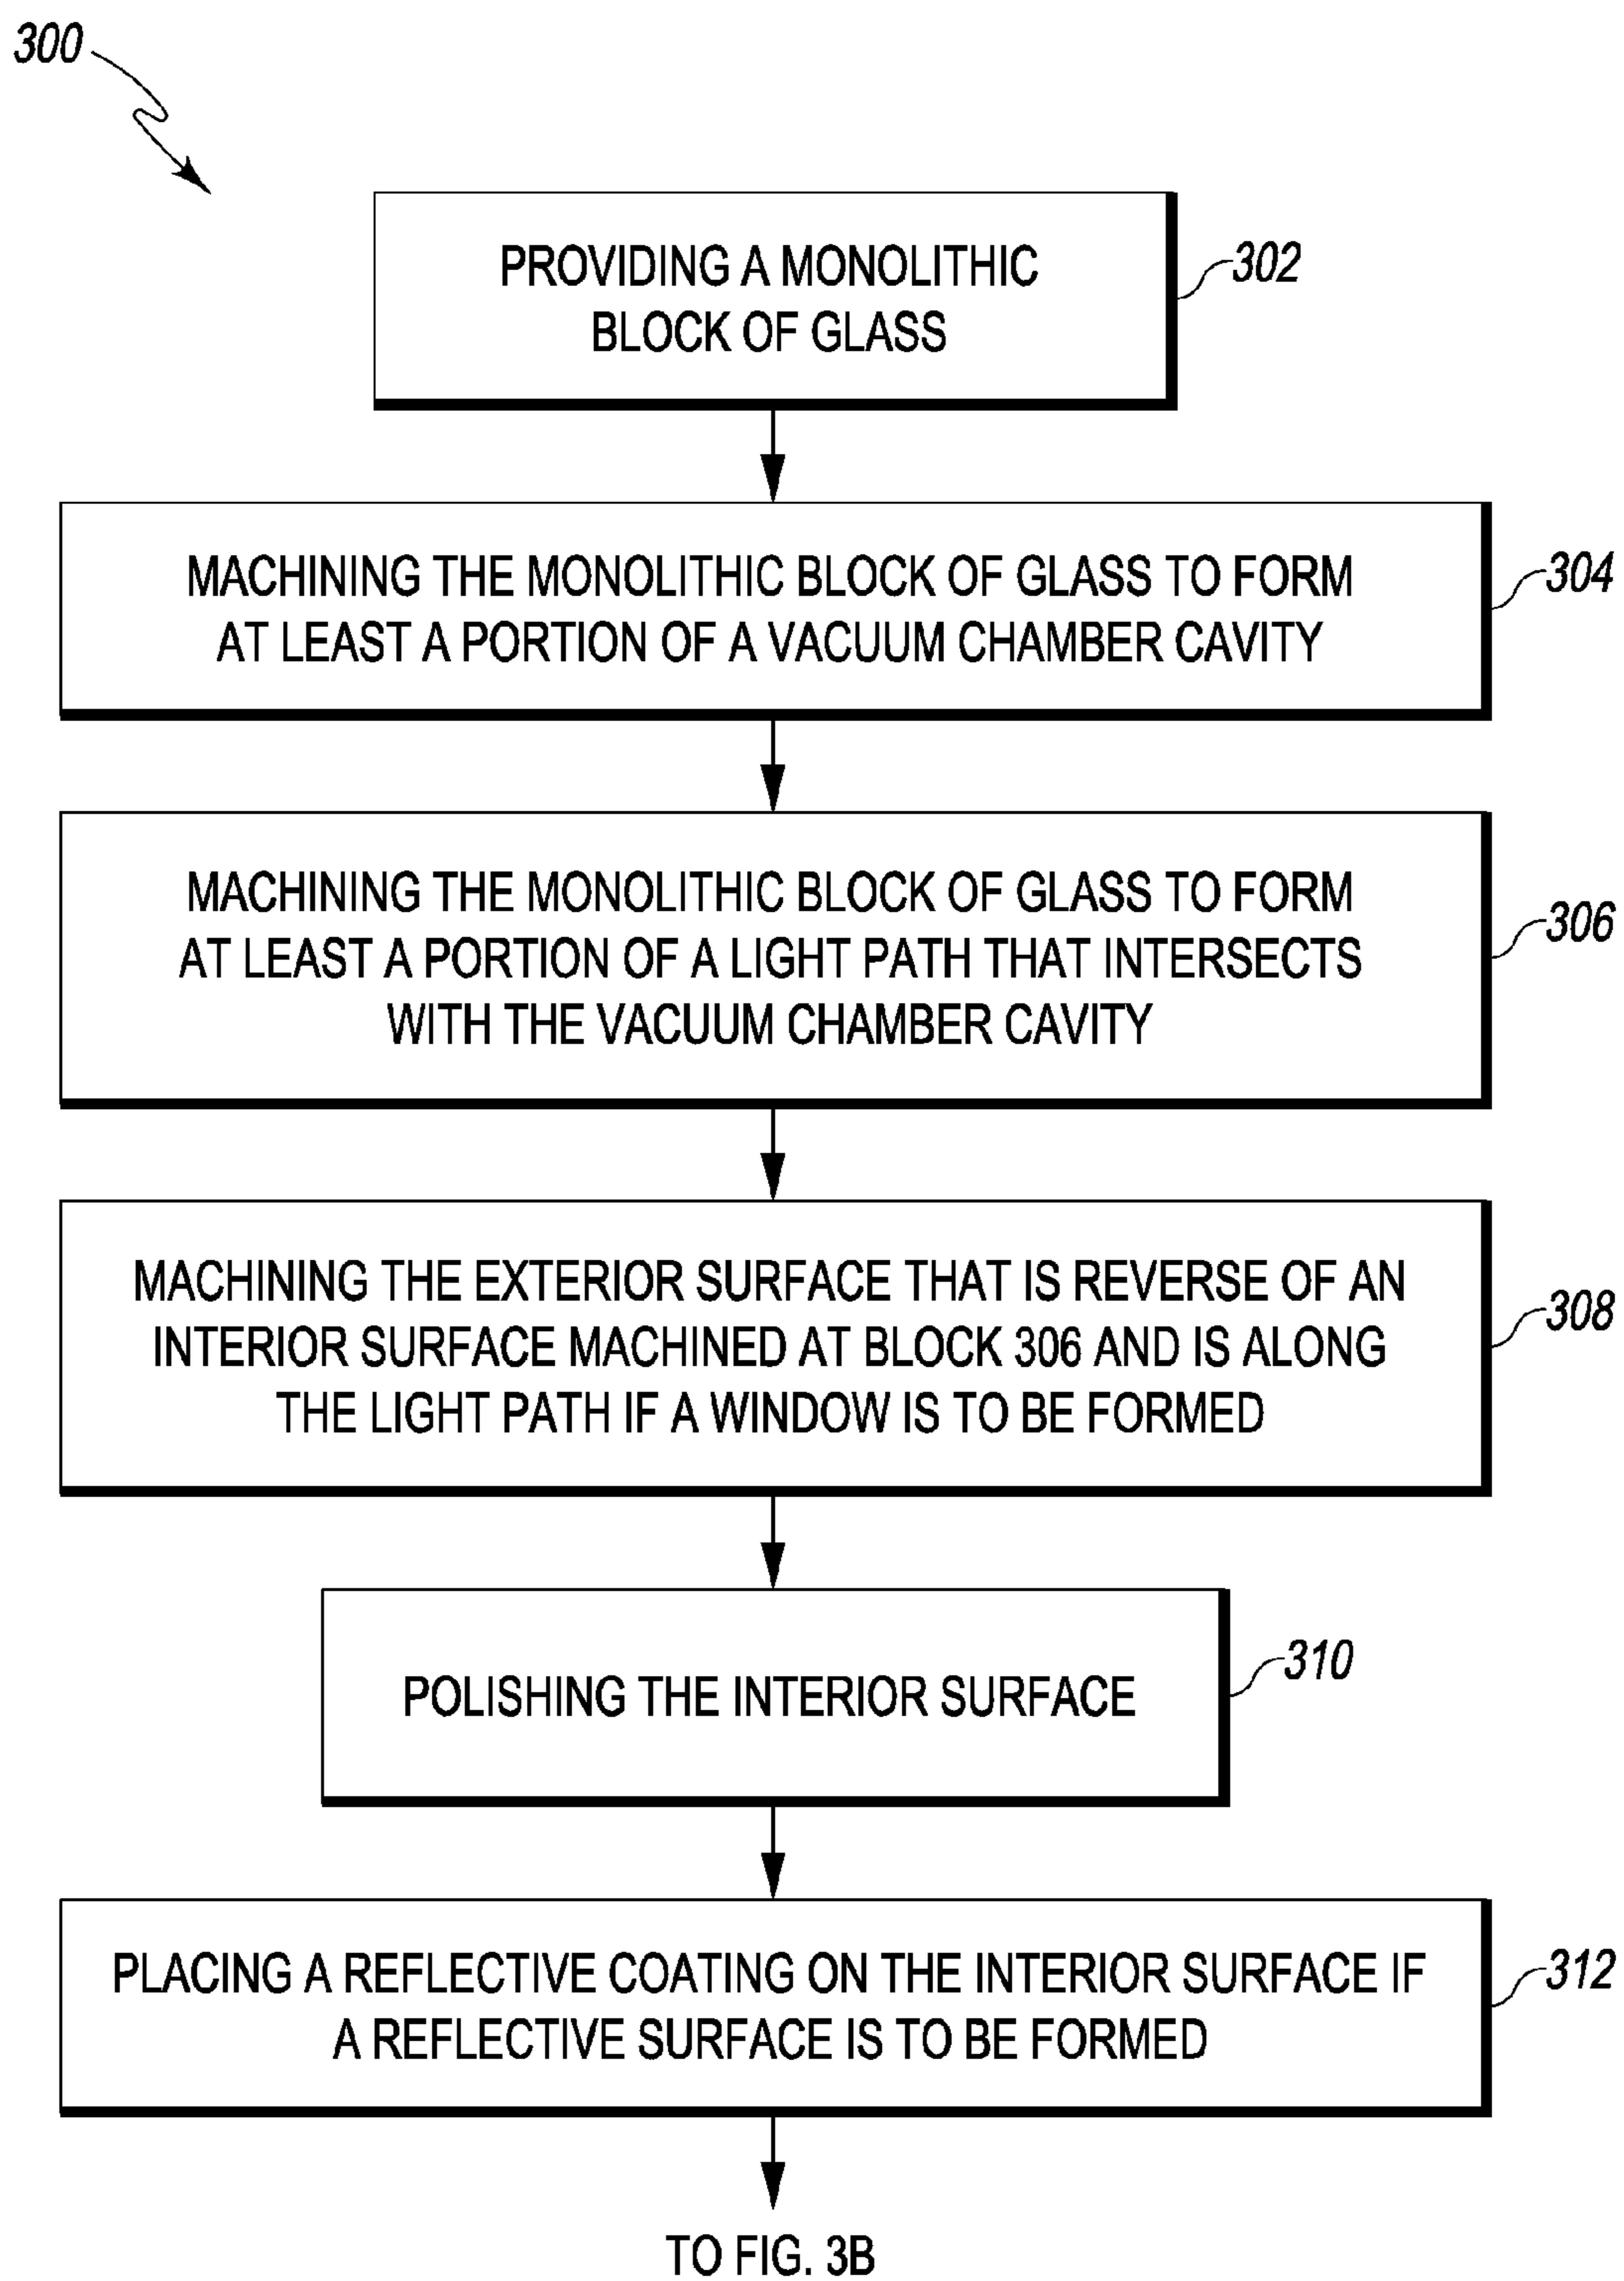 300
PROVIDING A MONOLITHIC
BLOCK OF GLASS
302
MACHINING THE MONOLITHIC BLOCK OF GLASS TO FORM
AT LEAST A PORTION OF A VACUUM CHAMBER CAVITY
304
MACHINING THE MONOLITHIC BLOCK OF GLASS TO FORM
AT LEAST A PORTION OF A LIGHT PATH THAT INTERSECTS
WITH THE VACUUM CHAMBER CAVITY
306
MACHINING THE EXTERIOR SURFACE THAT IS REVERSE OF AN
INTERIOR SURFACE MACHINED AT BLOCK 306 AND IS ALONG
THE LIGHT PATH IF A WINDOW IS TO BE FORMED
308
POLISHING THE INTERIOR SURFACE
310
PLACING A REFLECTIVE COATING ON THE INTERIOR SURFACE IF
A REFLECTIVE SURFACE IS TO BE FORMED
312
TO FIG. 3B